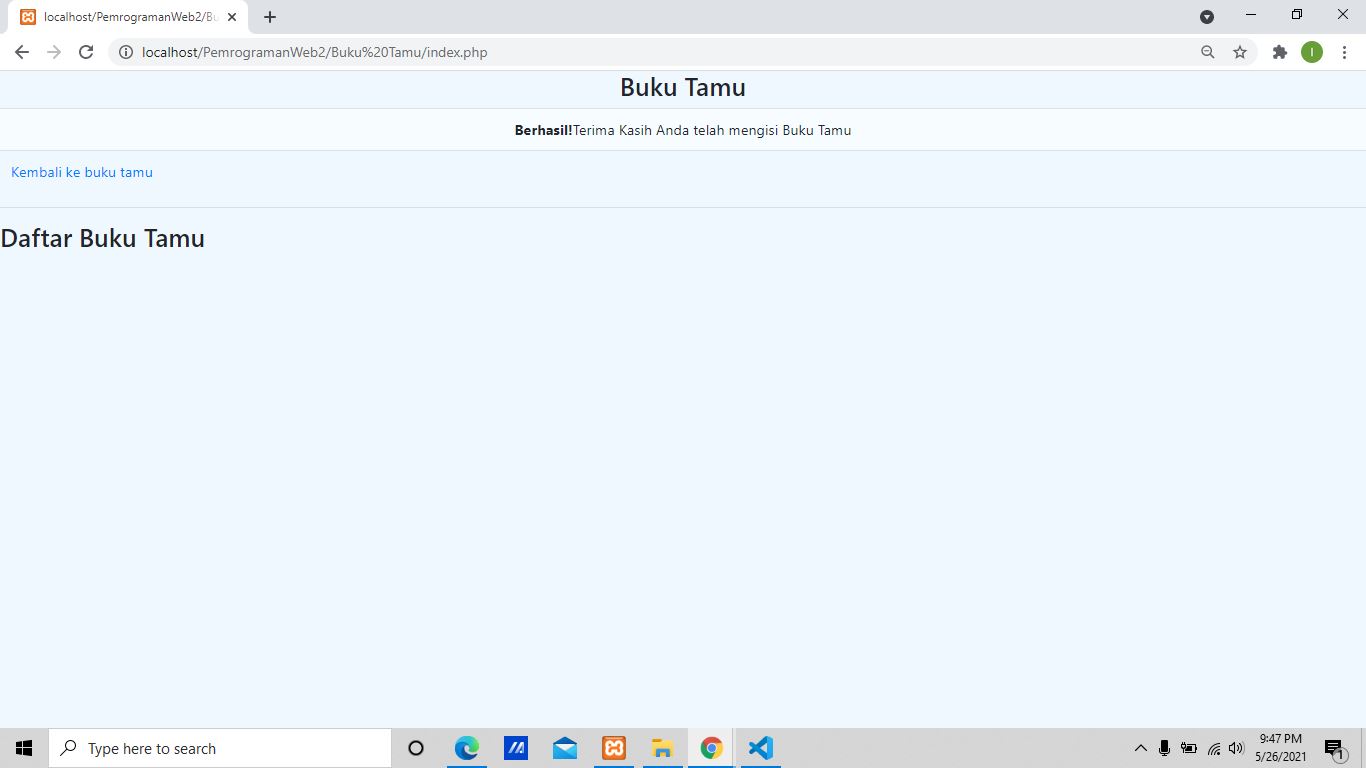 localhost/PemrogramanWeb2/Bu
localhost/PemrogramanWeb2/Buku%20Tamu/index.php
I
Buku Tamu
Berhasil!Terima Kasih Anda telah mengisi Buku Tamu
Kembali ke buku tamu
Daftar Buku Tamu
Type here to search
9:47 PM
5/26/2021
1